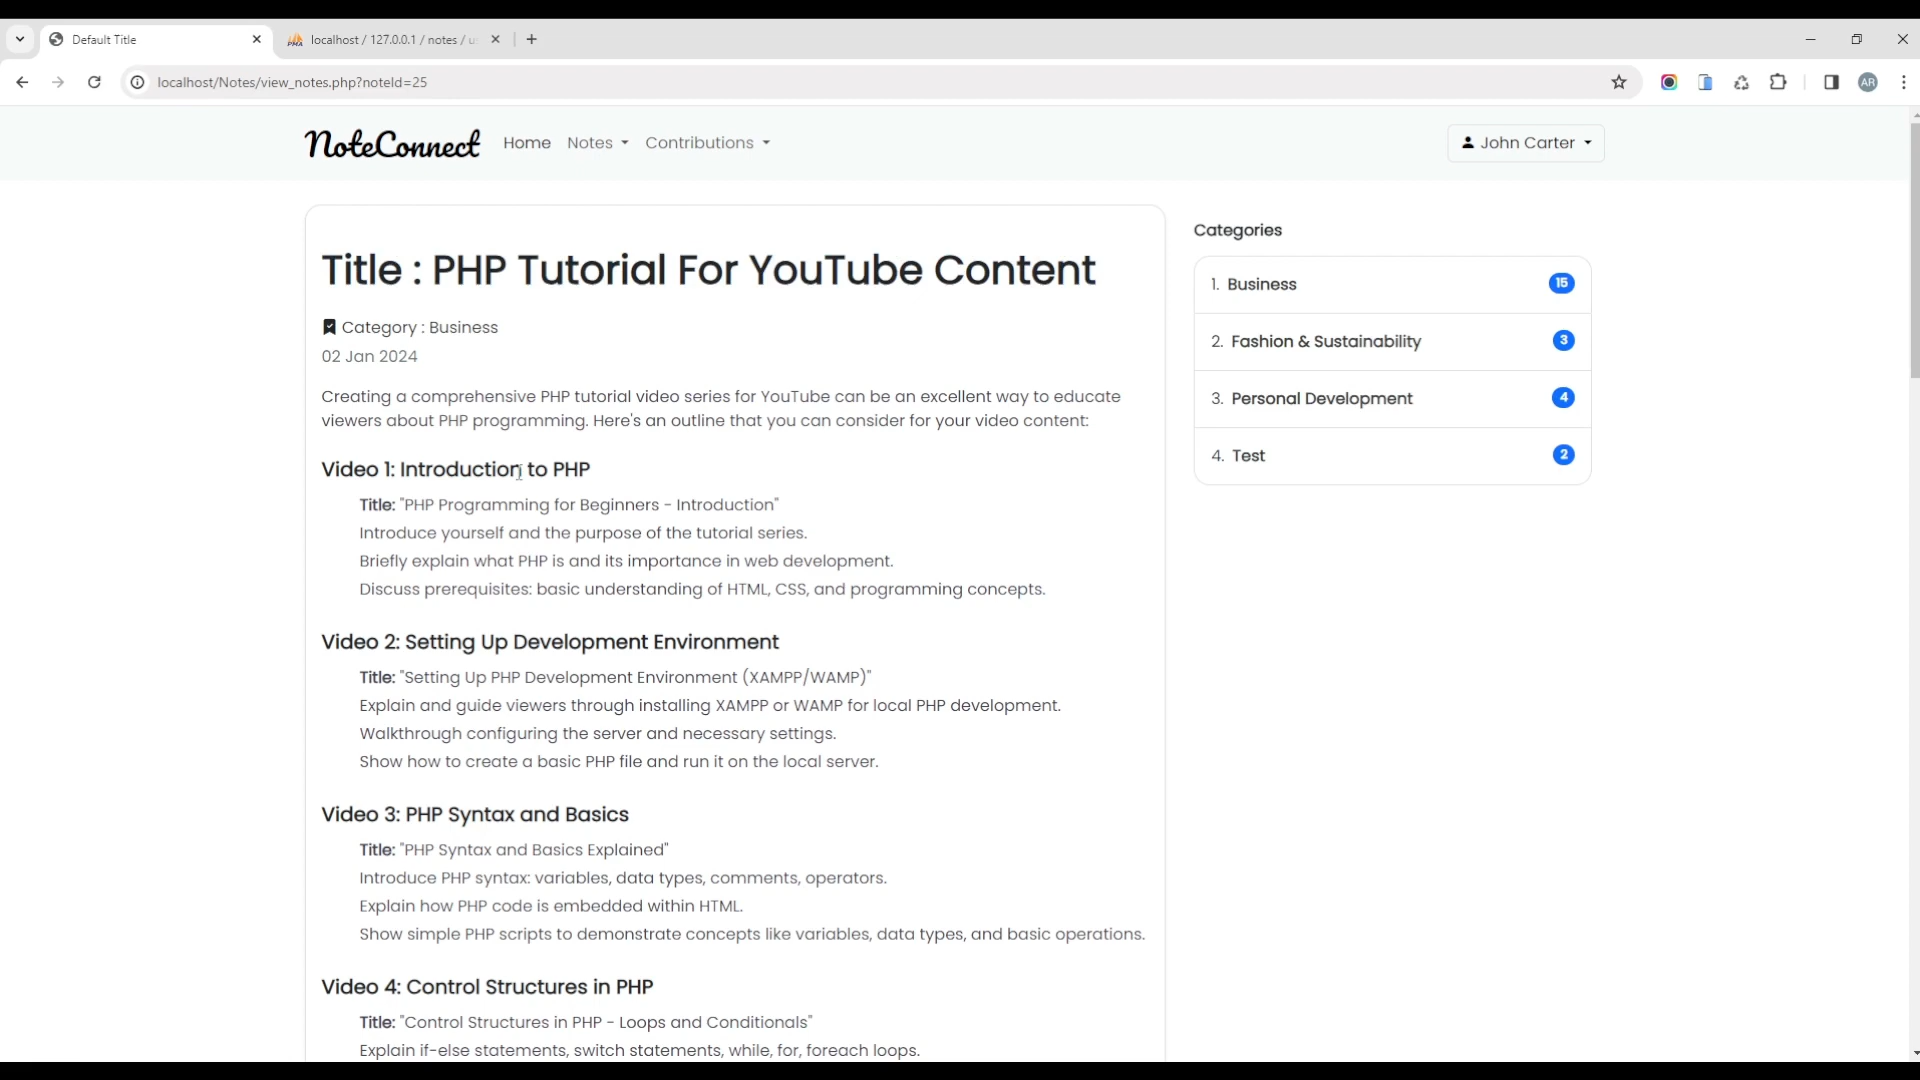 Default Title
localhost / 127.0.0.1 / notes / u
localhost/Notes/view_notes.php?noteId=25
AR
NoteConnect Home Notes Contributions John Carter
Title : PHP Tutorial For YouTube Content
Category : Business
02 Jan 2024
Creating a comprehensive PHP tutorial video series for YouTube can be an excellent way to educate
viewers about PHP programming. Here's an outline that you can consider for your video content:
Video 1: Introduction to PHP
Title: "PHP Programming for Beginners - Introduction"
Introduce yourself and the purpose of the tutorial series.
Briefly explain what PHP is and its importance in web development.
Discuss prerequisites: basic understanding of HTML, CSS, and programming concepts.
Video 2: Setting Up Development Environment
Title: "Setting Up PHP Development Environment (XAMPP/WAMP)"
Explain and guide viewers through installing XAMPP or WAMP for local PHP development.
Walkthrough configuring the server and necessary settings.
Show how to create a basic PHP file and run it on the local server.
Video 3: PHP Syntax and Basics
Title: "PHP Syntax and Basics Explained"
Introduce PHP syntax: variables, data types, comments, operators.
Explain how PHP code is embedded within HTML.
Show simple PHP scripts to demonstrate concepts like variables, data types, and basic operations.
Video 4: Control Structures in PHP
Title: "Control Structures in PHP - Loops and Conditionals"
Explain if-else statements, switch statements, while, for, foreach loops.
Categories
1. Business 15
2. Fashion & Sustainability 3
3. Personal Development 4
4. Test 2